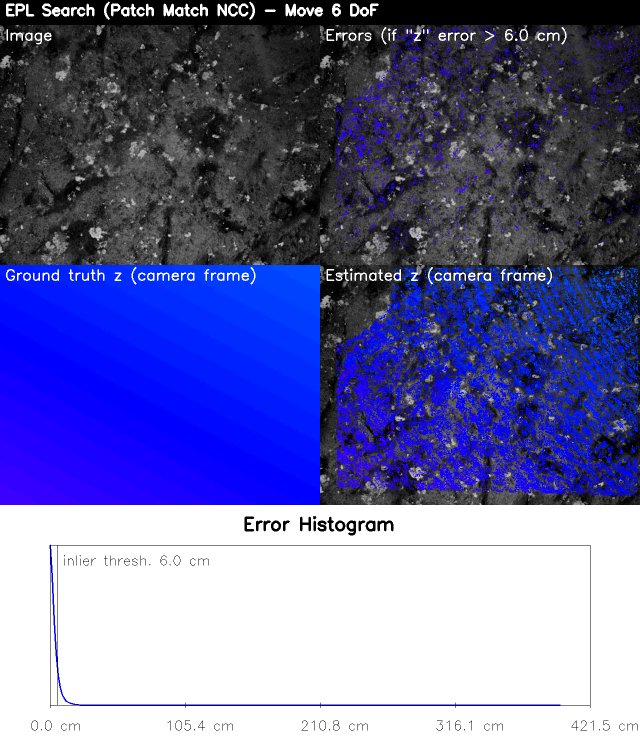 EPL Search (Patch Match NCC) - Move 6 DoF
Image
Errors (if "z" error > 6.0 cm)
Ground truth z (camera frame)
Estimated z (camera frame)
Error Histogram
inlier thresh. 6.0 cm
0.0 cm
105.4 cm
210.8 cm
316.1 cm
421.5 cm